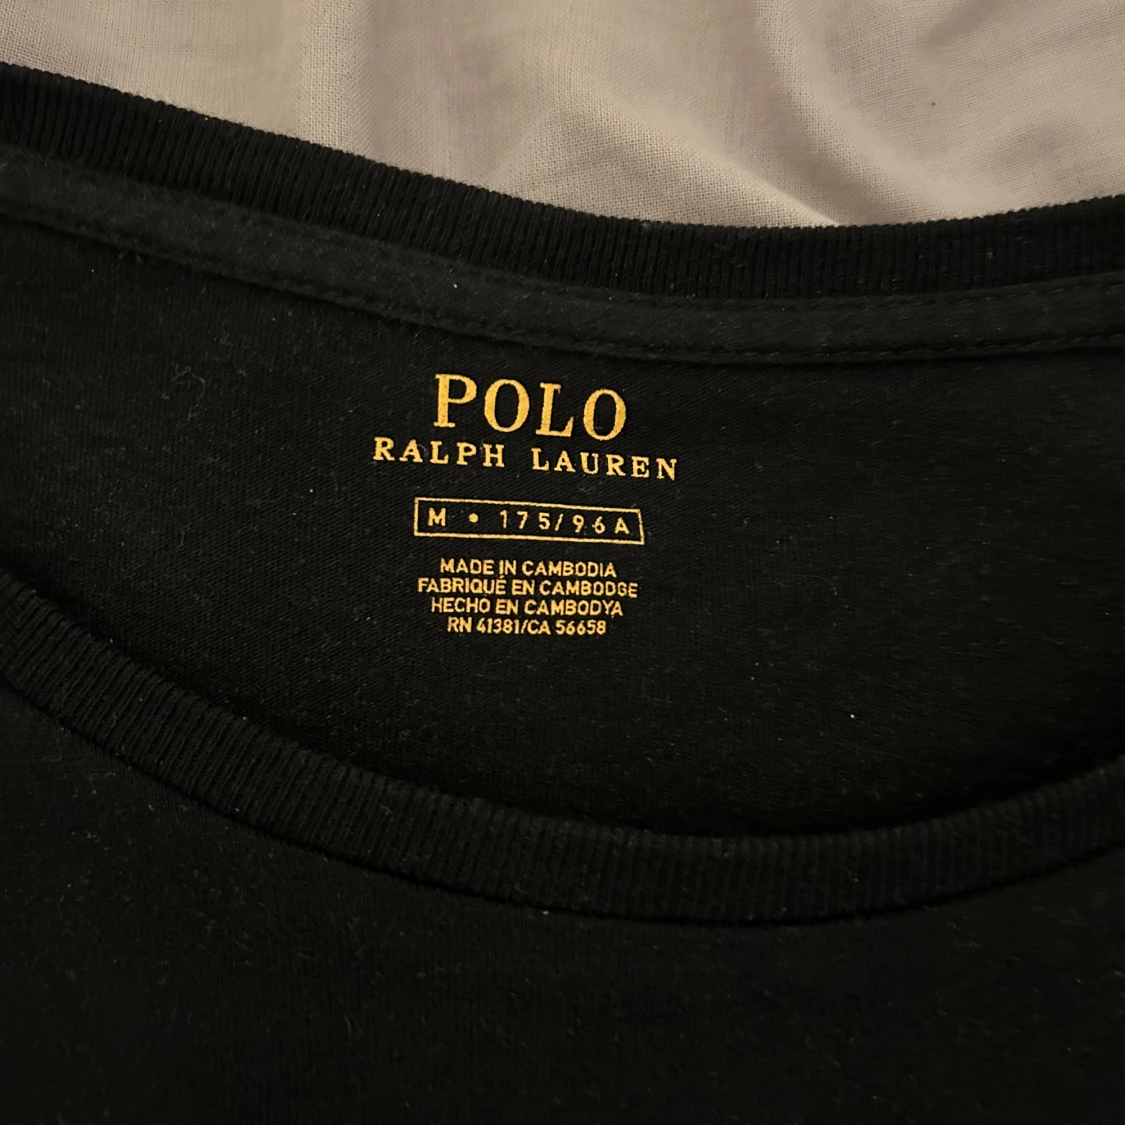 POLO
RALPH LAUREN
M • 175/96A
MADE IN CAMBODIA
FABRIQUÉ EN CAMBODGE
HECHO EN CAMBODYA
RN 41381/CA 56658